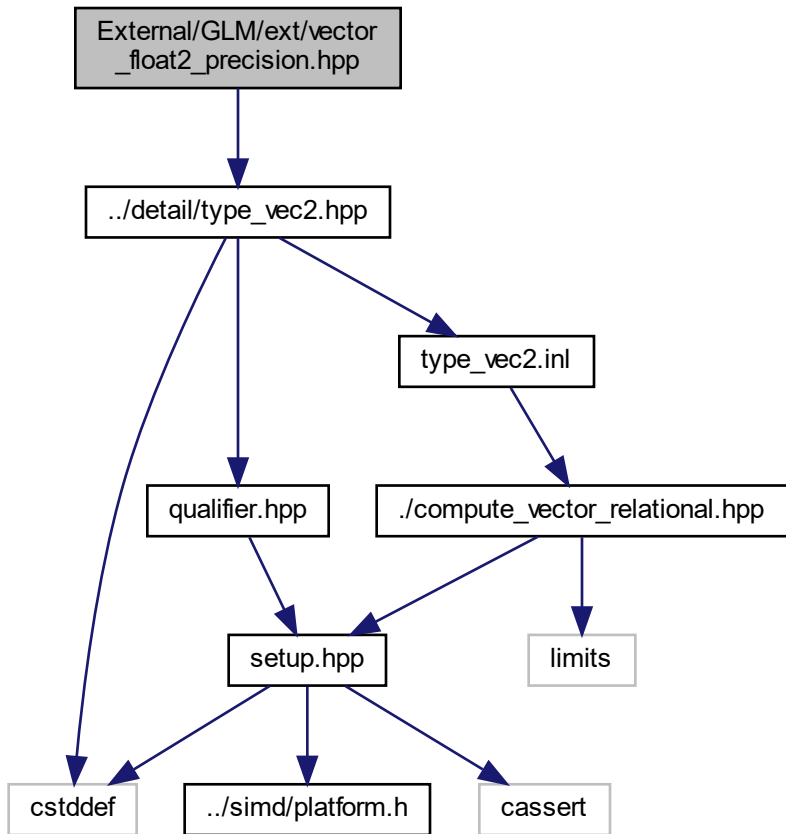 External/GLM/ext/vector
_float2_precision.hpp
../detail/type_vec2.hpp
type_vec2.inl
qualifier.hpp
./compute_vector_relational.hpp
setup.hpp
limits
cstddef
../simd/platform.h
cassert